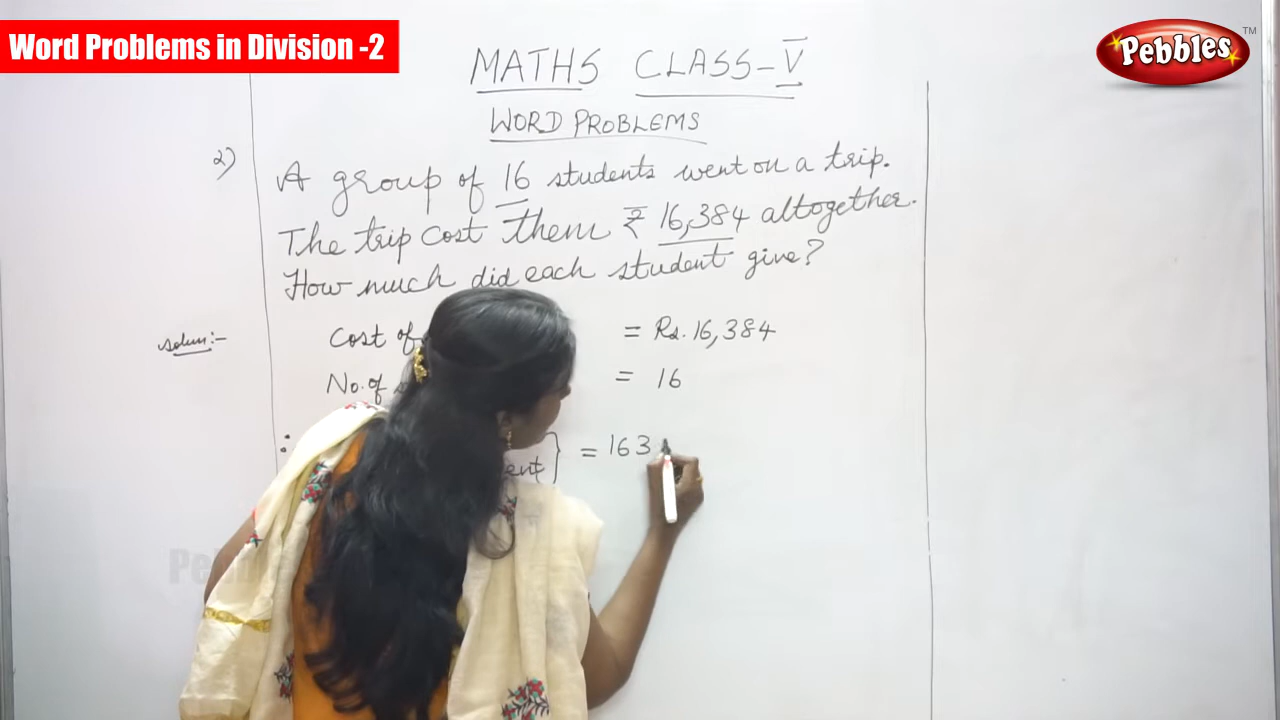 Word Problems in Division -2
Pebbles TM
MATHS CLASS-V
WORD PROBLEMS
2) A group of 16 students went on a trip.
The trip cost them ₹ 16,384 altogether.
How much did each student give?
Soln:- Cost of = Rs. 16,384
No. of = 16
∴ } = 163